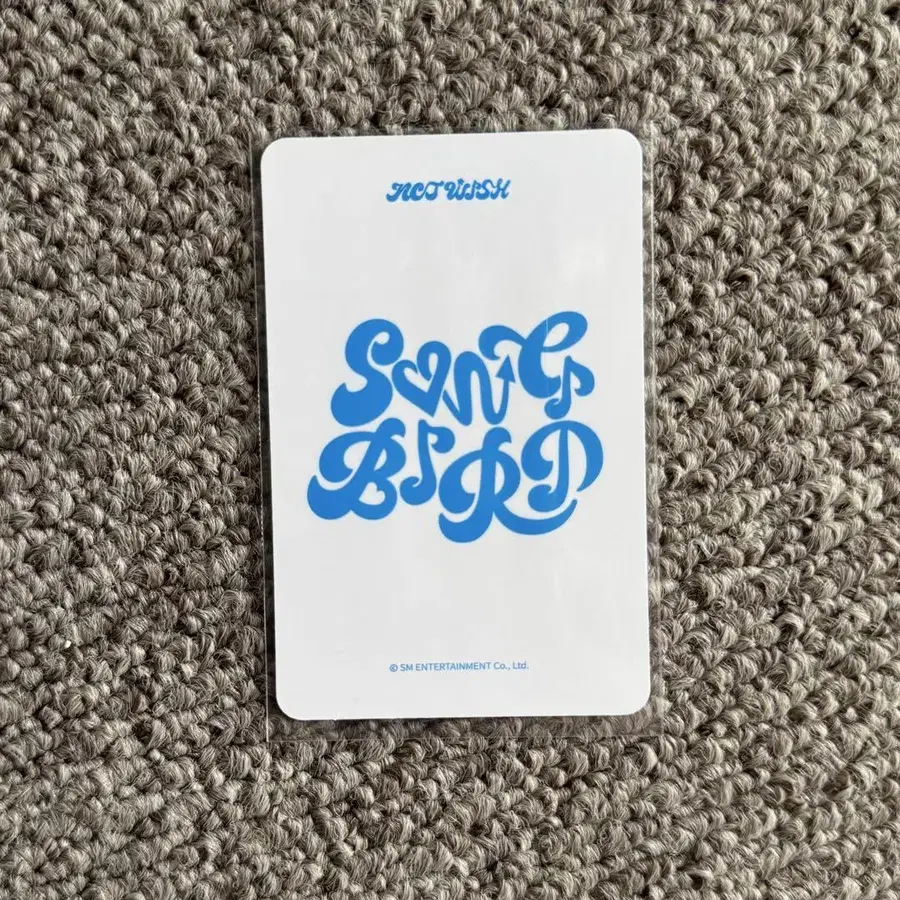 NCT WISH
SONG
BIRD
© SM ENTERTAINMENT Co., Ltd.